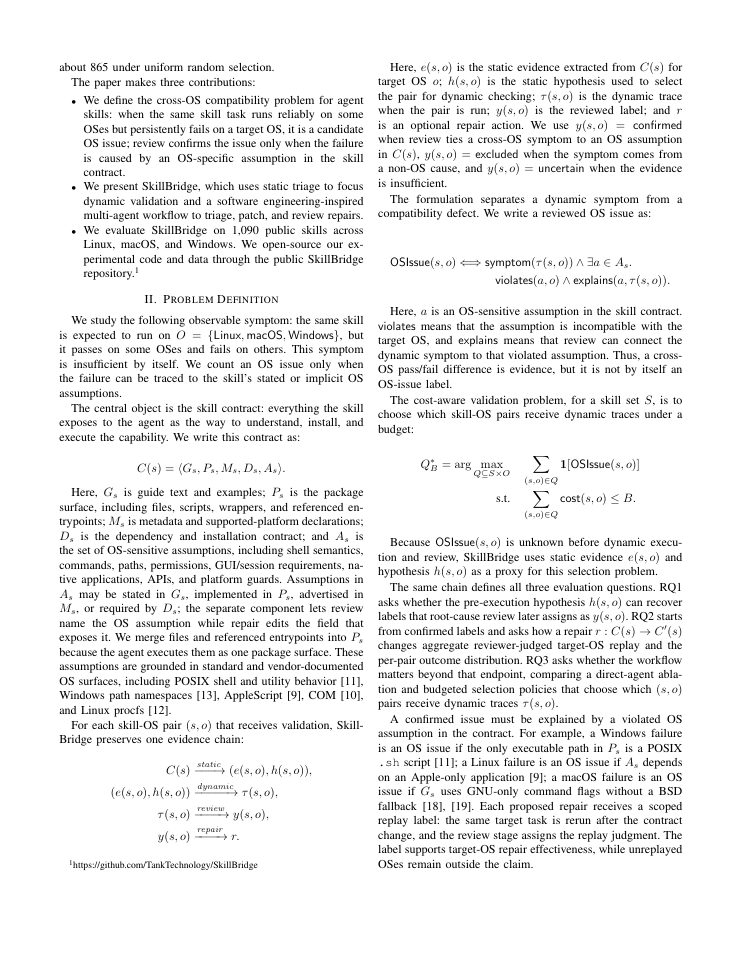 about 865 under uniform random selection.
The paper makes three contributions:
• We define the cross-OS compatibility problem for agent
skills: when the same skill task runs reliably on some
OSes but persistently fails on a target OS, it is a candidate
OS issue; review confirms the issue only when the failure
is caused by an OS-specific assumption in the skill
contract.
• We present SkillBridge, which uses static triage to focus
dynamic validation and a software engineering-inspired
multi-agent workflow to triage, patch, and review repairs.
• We evaluate SkillBridge on 1,090 public skills across
Linux, macOS, and Windows. We open-source our ex-
perimental code and data through the public SkillBridge
repository.¹
II. PROBLEM DEFINITION
We study the following observable symptom: the same skill
is expected to run on O = {Linux, macOS, Windows}, but
it passes on some OSes and fails on others. This symptom
is insufficient by itself. We count an OS issue only when
the failure can be traced to the skill's stated or implicit OS
assumptions.
The central object is the skill contract: everything the skill
exposes to the agent as the way to understand, install, and
execute the capability. We write this contract as:
C(s) = ⟨G_s, P_s, M_s, D_s, A_s⟩.
Here, G_s is guide text and examples; P_s is the package
surface, including files, scripts, wrappers, and referenced en-
trypoints; M_s is metadata and supported-platform declarations;
D_s is the dependency and installation contract; and A_s is
the set of OS-sensitive assumptions, including shell semantics,
commands, paths, permissions, GUI/session requirements, na-
tive applications, APIs, and platform guards. Assumptions in
A_s may be stated in G_s, implemented in P_s, advertised in
M_s, or required by D_s; the separate component lets review
name the OS assumption while repair edits the field that
exposes it. We merge files and referenced entrypoints into P_s
because the agent executes them as one package surface. These
assumptions are grounded in standard and vendor-documented
OS surfaces, including POSIX shell and utility behavior [11],
Windows path namespaces [13], AppleScript [9], COM [10],
and Linux procfs [12].
For each skill-OS pair (s, o) that receives validation, Skill-
Bridge preserves one evidence chain:
C(s) —static→ (e(s, o), h(s, o)),
(e(s, o), h(s, o)) —dynamic→ τ(s, o),
τ(s, o) —review→ y(s, o),
y(s, o) —repair→ r.
¹https://github.com/TankTechnology/SkillBridge
Here, e(s, o) is the static evidence extracted from C(s) for
target OS o; h(s, o) is the static hypothesis used to select
the pair for dynamic checking; τ(s, o) is the dynamic trace
when the pair is run; y(s, o) is the reviewed label; and r
is an optional repair action. We use y(s, o) = confirmed
when review ties a cross-OS symptom to an OS assumption
in C(s), y(s, o) = excluded when the symptom comes from
a non-OS cause, and y(s, o) = uncertain when the evidence
is insufficient.
The formulation separates a dynamic symptom from a
compatibility defect. We write a reviewed OS issue as:
OSIssue(s, o) ⟺ symptom(τ(s, o)) ∧ ∃a ∈ A_s.
violates(a, o) ∧ explains(a, τ(s, o)).
Here, a is an OS-sensitive assumption in the skill contract.
violates means that the assumption is incompatible with the
target OS, and explains means that review can connect the
dynamic symptom to that violated assumption. Thus, a cross-
OS pass/fail difference is evidence, but it is not by itself an
OS-issue label.
The cost-aware validation problem, for a skill set S, is to
choose which skill-OS pairs receive dynamic traces under a
budget:
Q*_B = arg max_{Q⊆S×O} ∑_{(s,o)∈Q} 1[OSIssue(s, o)]
s.t. ∑_{(s,o)∈Q} cost(s, o) ≤ B.
Because OSIssue(s, o) is unknown before dynamic execu-
tion and review, SkillBridge uses static evidence e(s, o) and
hypothesis h(s, o) as a proxy for this selection problem.
The same chain defines all three evaluation questions. RQ1
asks whether the pre-execution hypothesis h(s, o) can recover
labels that root-cause review later assigns as y(s, o). RQ2 starts
from confirmed labels and asks how a repair r : C(s) → C′(s)
changes aggregate reviewer-judged target-OS replay and the
per-pair outcome distribution. RQ3 asks whether the workflow
matters beyond that endpoint, comparing a direct-agent abla-
tion and budgeted selection policies that choose which (s, o)
pairs receive dynamic traces τ(s, o).
A confirmed issue must be explained by a violated OS
assumption in the contract. For example, a Windows failure
is an OS issue if the only executable path in P_s is a POSIX
.sh script [11]; a Linux failure is an OS issue if A_s depends
on an Apple-only application [9]; a macOS failure is an OS
issue if G_s uses GNU-only command flags without a BSD
fallback [18], [19]. Each proposed repair receives a scoped
replay label: the same target task is rerun after the contract
change, and the review stage assigns the replay judgment. The
label supports target-OS repair effectiveness, while unreplayed
OSes remain outside the claim.